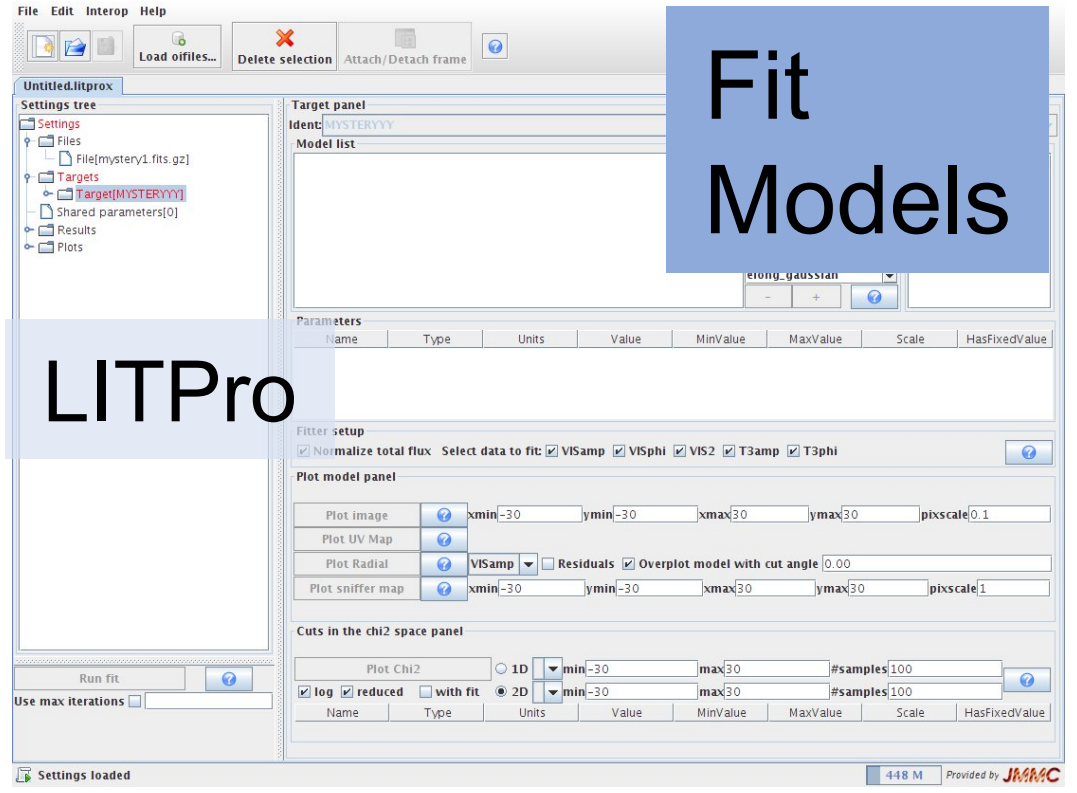 File Edit Interop Help
Load oifiles...
Delete selection
Attach/Detach frame
Fit
Models
Untitled.litprox
Settings tree
Settings
Files
File[mystery1.fits.gz]
Targets
Target[MYSTERYYY]
Shared parameters[0]
Results
Plots
Target panel
Ident: MYSTERYYY
Model list
elong_gaussian
- +
LITPro
Parameters
Name Type Units Value MinValue MaxValue Scale HasFixedValue
Fitter setup
Normalize total flux Select data to fit: VISamp VISphi VIS2 T3amp T3phi
Plot model panel
Plot image xmin -30 ymin -30 xmax 30 ymax 30 pixscale 0.1
Plot UV Map
Plot Radial VISamp Residuals Overplot model with cut angle 0.00
Plot sniffer map xmin -30 ymin -30 xmax 30 ymax 30 pixscale 1
Cuts in the chi2 space panel
Plot Chi2 1D min -30 max 30 #samples 100
log reduced with fit 2D min -30 max 30 #samples 100
Name Type Units Value MinValue MaxValue Scale HasFixedValue
Run fit
Use max iterations
Settings loaded
448 M Provided by JMMC